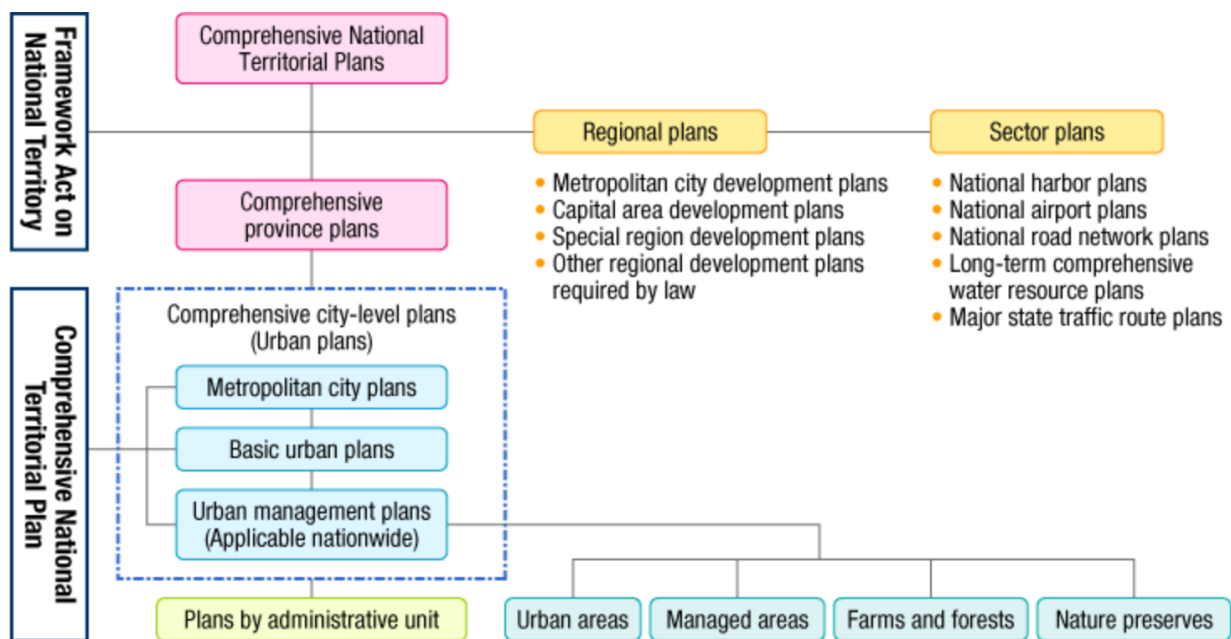 Framework Act on
National Territory
Comprehensive National
Territorial Plans
Regional plans
Sector plans
Comprehensive
province plans
• Metropolitan city development plans
• Capital area development plans
• Special region development plans
• Other regional development plans
required by law
• National harbor plans
• National airport plans
• National road network plans
• Long-term comprehensive
water resource plans
• Major state traffic route plans
Comprehensive National
Territorial Plan
Comprehensive city-level plans
(Urban plans)
Metropolitan city plans
Basic urban plans
Urban management plans
(Applicable nationwide)
Plans by administrative unit
Urban areas
Managed areas
Farms and forests
Nature preserves